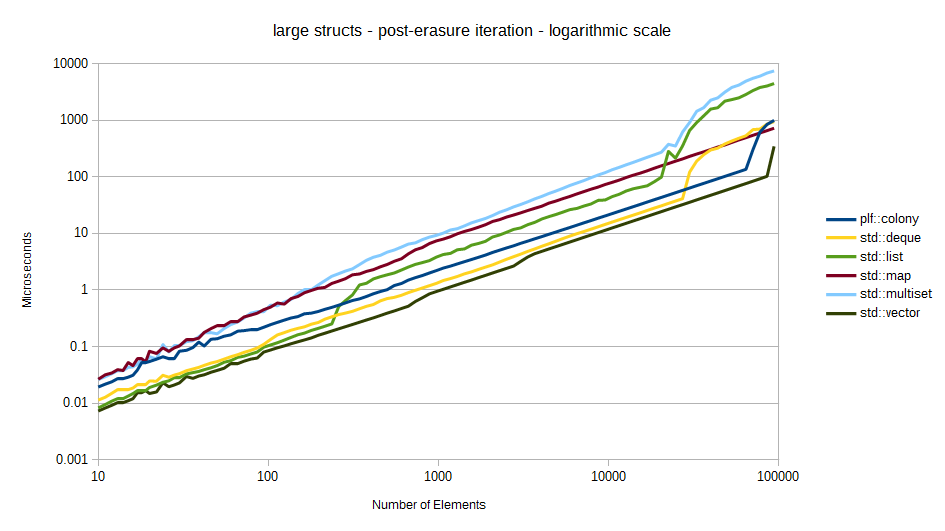 large structs - post-erasure iteration - logarithmic scale
10000
1000
100
10
1
0.1
0.01
0.001
Microseconds
10
100
1000
10000
100000
Number of Elements
plf::colony
std::deque
std::list
std::map
std::multiset
std::vector